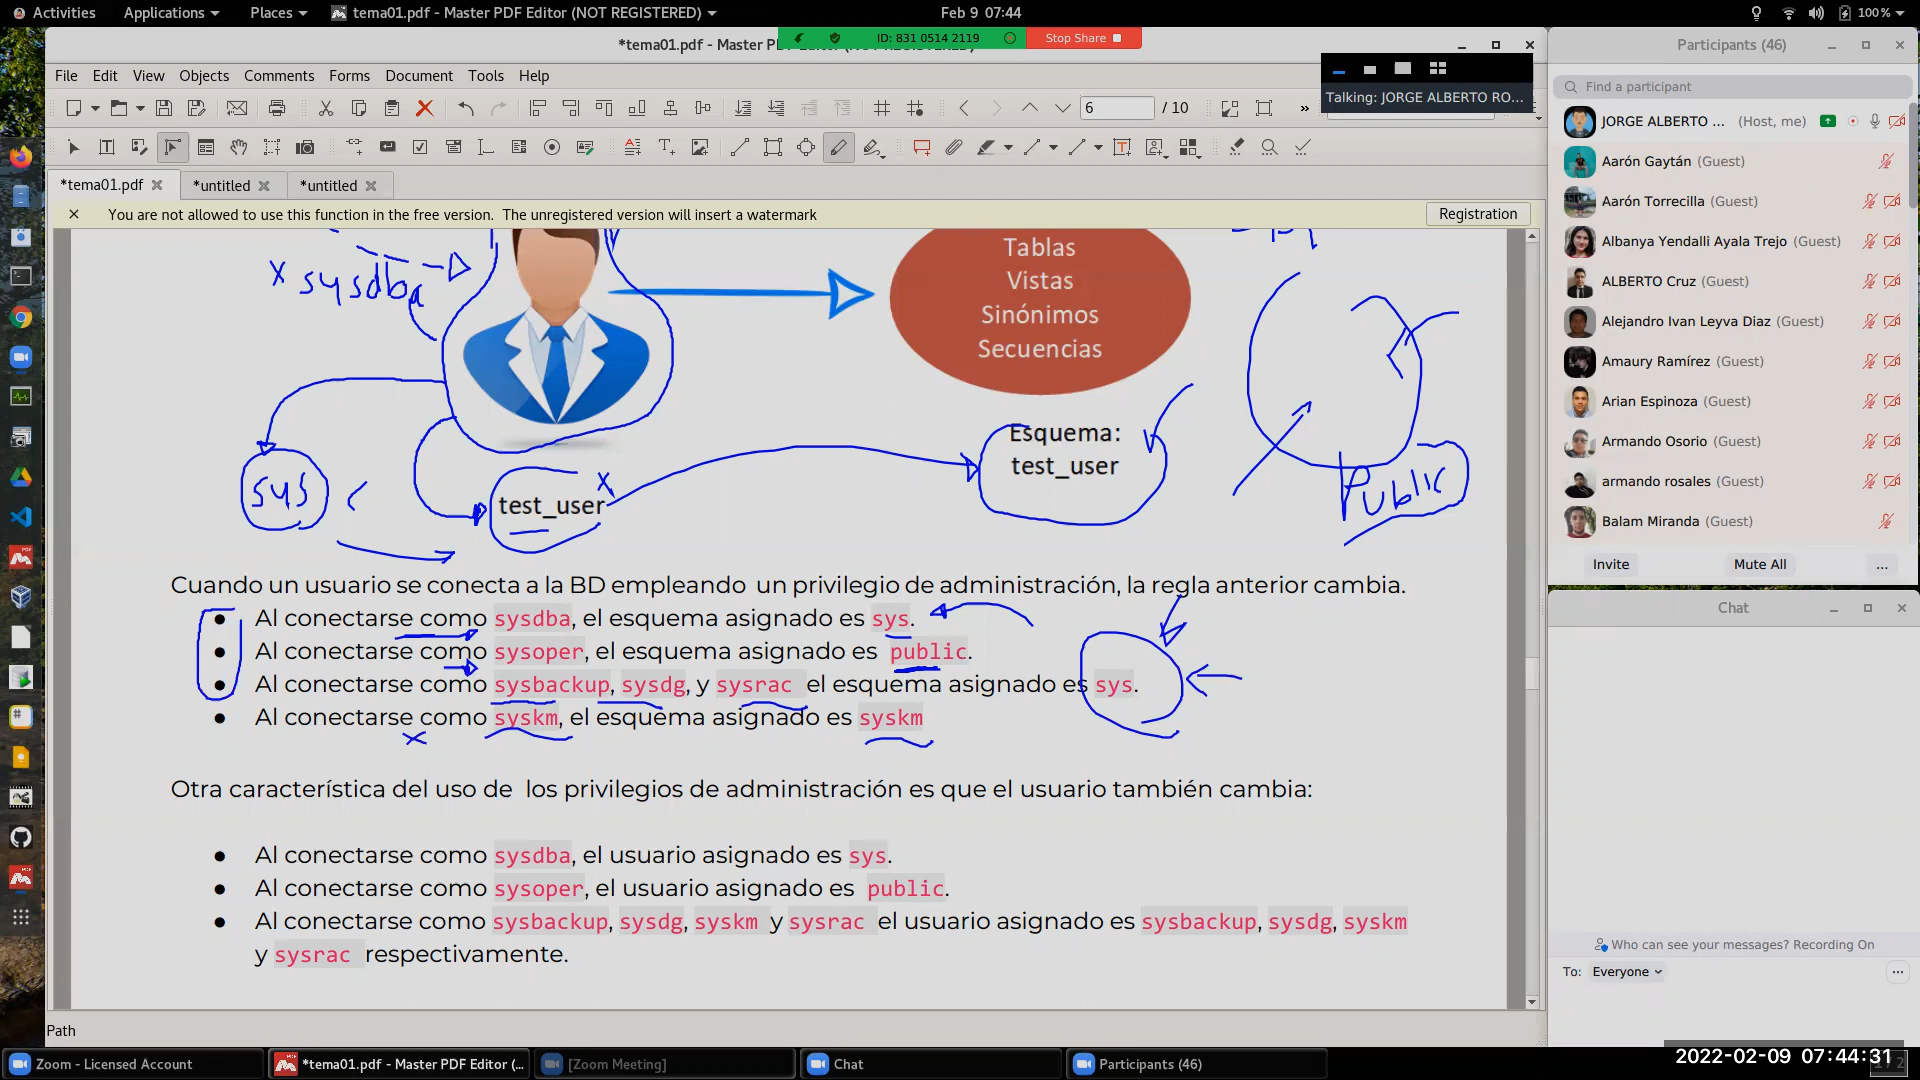 Activities Applications Places tema01.pdf - Master PDF Editor (NOT REGISTERED) Feb 9 07:44 100%
*tema01.pdf - Master P
ID: 831 0514 2119 Stop Share
Talking: JORGE ALBERTO RO...
File Edit View Objects Comments Forms Document Tools Help
6 / 10
*tema01.pdf *untitled *untitled
You are not allowed to use this function in the free version. The unregistered version will insert a watermark
Registration
Tablas
Vistas
Sinónimos
Secuencias
x sysdba
Esquema:
test_user
sys
x
test_user
Public
Cuando un usuario se conecta a la BD empleando un privilegio de administración, la regla anterior cambia.
● Al conectarse como sysdba, el esquema asignado es sys.
● Al conectarse como sysoper, el esquema asignado es public.
● Al conectarse como sysbackup, sysdg, y sysrac el esquema asignado es sys.
● Al conectarse como syskm, el esquema asignado es syskm
x
Otra característica del uso de los privilegios de administración es que el usuario también cambia:
● Al conectarse como sysdba, el usuario asignado es sys.
● Al conectarse como sysoper, el usuario asignado es public.
● Al conectarse como sysbackup, sysdg, syskm y sysrac el usuario asignado es sysbackup, sysdg, syskm
y sysrac respectivamente.
Path
Participants (46)
Find a participant
JORGE ALBERTO ... (Host, me)
Aarón Gaytán (Guest)
Aarón Torrecilla (Guest)
Albanya Yendalli Ayala Trejo (Guest)
ALBERTO Cruz (Guest)
Alejandro Ivan Leyva Diaz (Guest)
Amaury Ramírez (Guest)
Arian Espinoza (Guest)
Armando Osorio (Guest)
armando rosales (Guest)
Balam Miranda (Guest)
Invite Mute All ...
Chat
Who can see your messages? Recording On
To: Everyone
Zoom - Licensed Account *tema01.pdf - Master PDF Editor (... [Zoom Meeting] Chat Participants (46)
2022-02-09 07:44:31